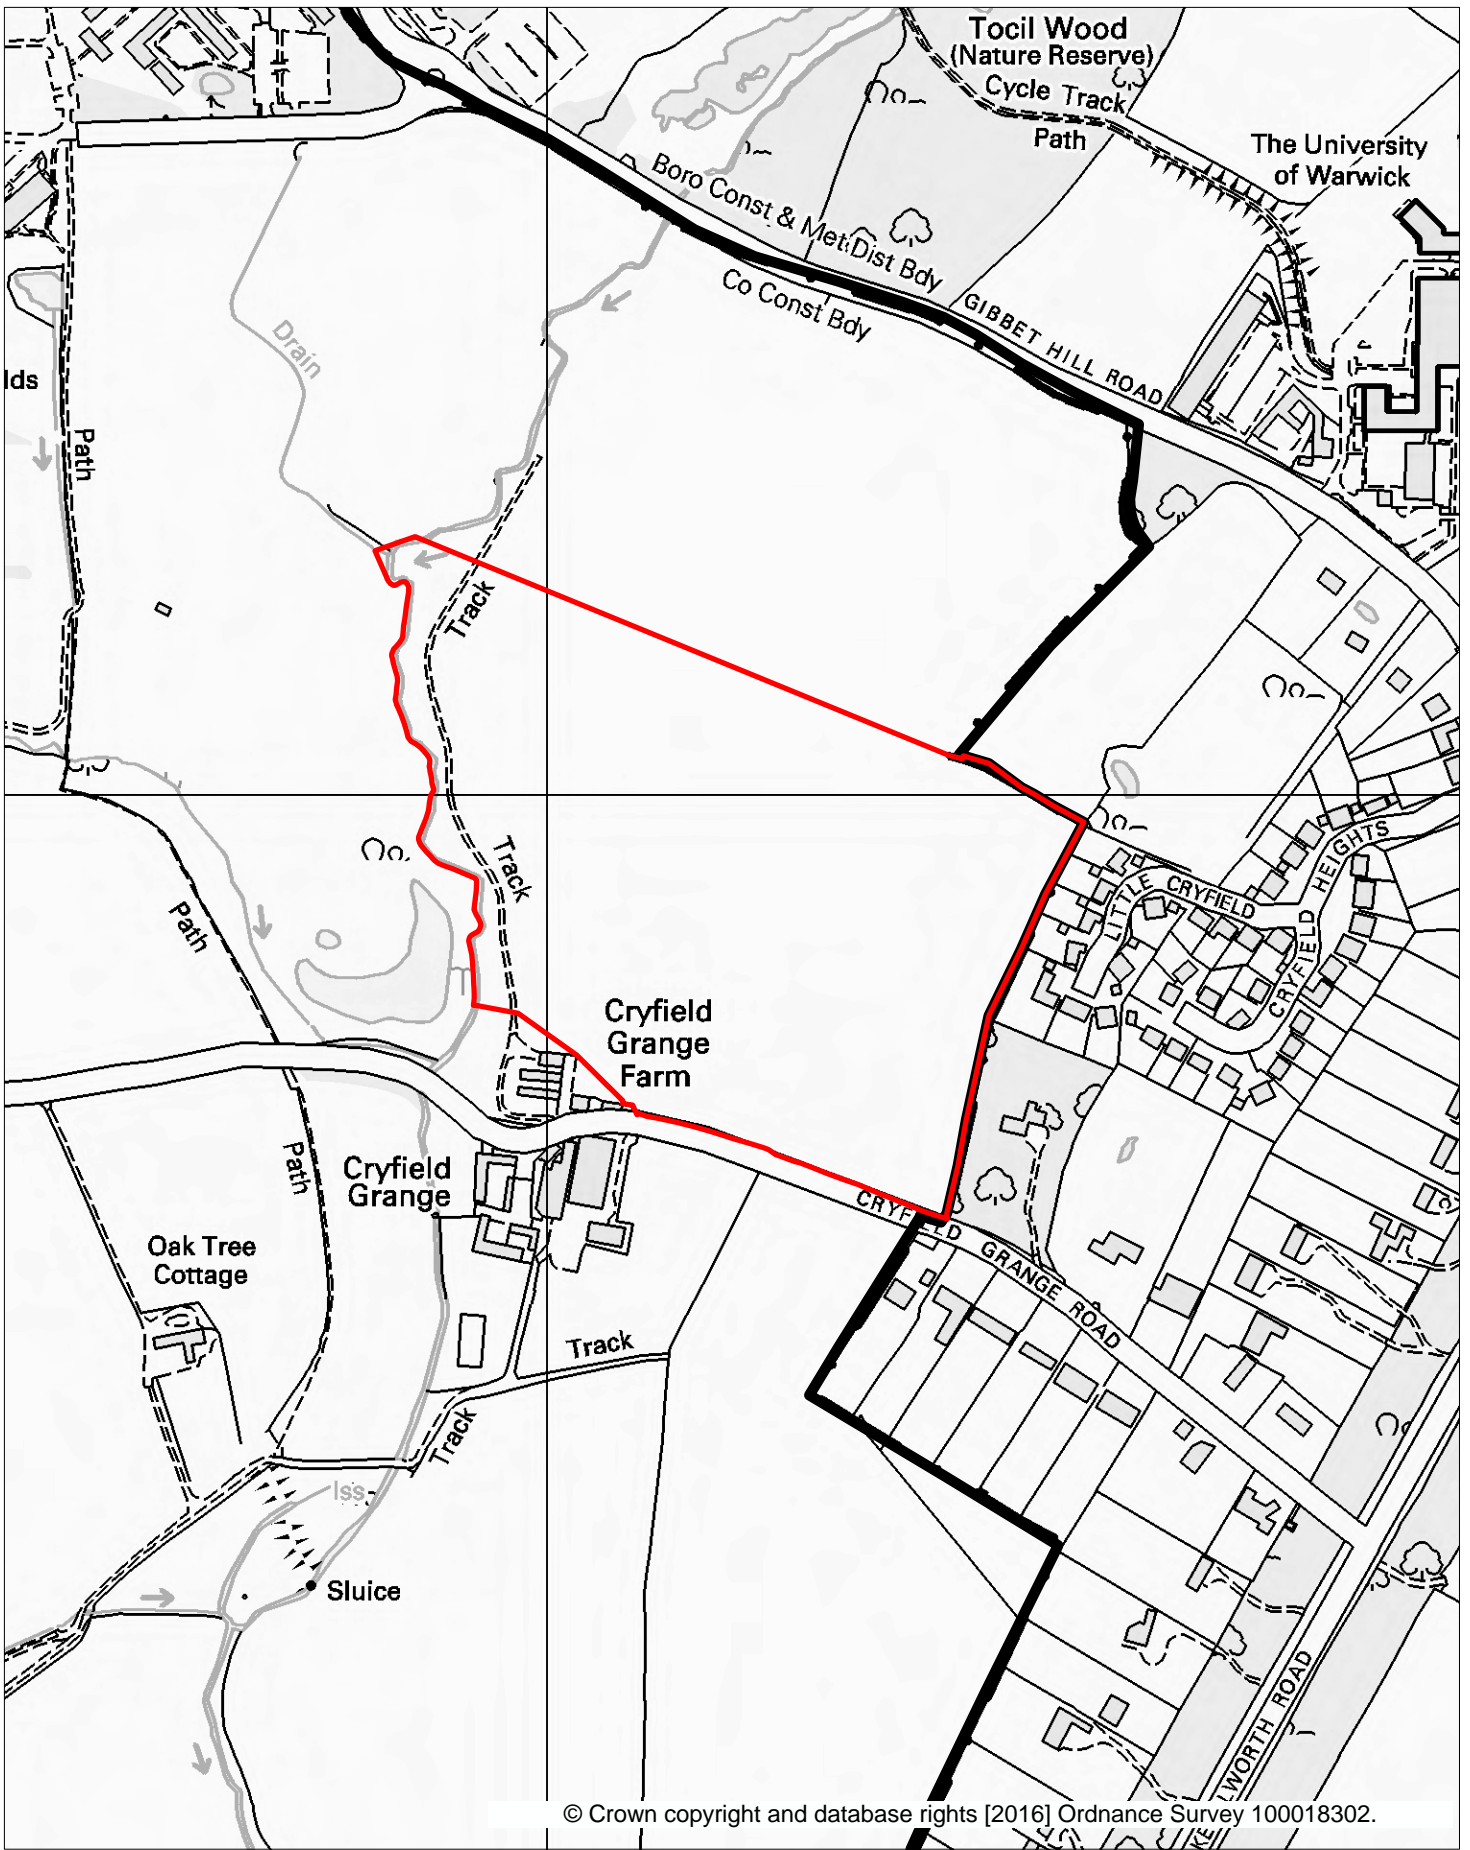 Tocil Wood
(Nature Reserve)
Cycle Track
Path
The University
of Warwick
Boro Const & Met Dist Bdy
Co Const Bdy
GIBBET HILL ROAD
Drain
lds
Path
Track
Track
Path
LITTLE CRYFIELD
CRYFIELD HEIGHTS
Cryfield
Grange
Farm
Path
Cryfield
Grange
CRYFIELD GRANGE ROAD
Oak Tree
Cottage
Track
Track
Iss
Sluice
WORTH ROAD
© Crown copyright and database rights [2016] Ordnance Survey 100018302.